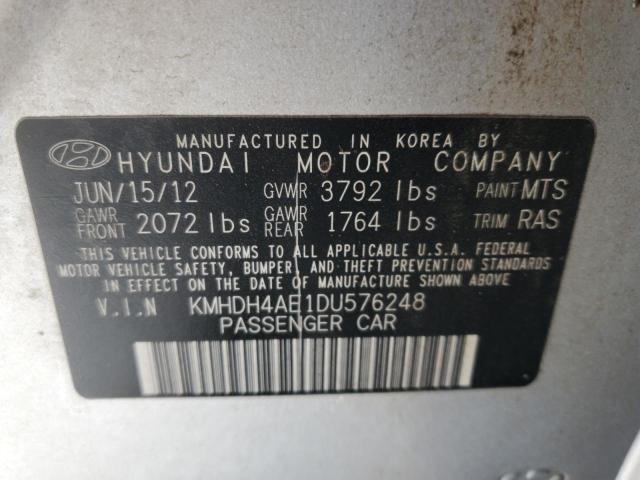 MANUFACTURED IN KOREA BY
HYUNDAI MOTOR COMPANY
JUN/15/12 GVWR 3792 lbs PAINT MTS
GAWR FRONT 2072 lbs GAWR REAR 1764 lbs TRIM RAS
THIS VEHICLE CONFORMS TO ALL APPLICABLE U.S.A. FEDERAL
MOTOR VEHICLE SAFETY, BUMPER, AND THEFT PREVENTION STANDARDS
IN EFFECT ON THE DATE OF MANUFACTURE SHOWN ABOVE
V.I.N KMHDH4AE1DU576248
PASSENGER CAR